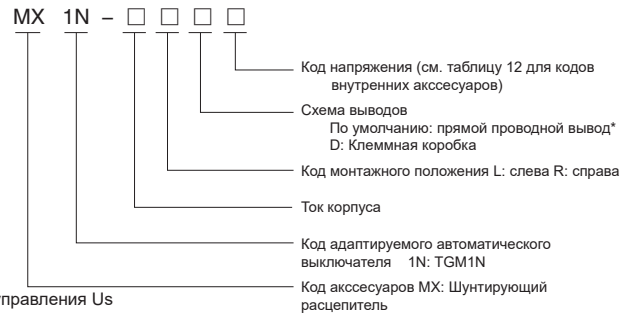 MX 1N – □ □ □ □
Код напряжения (см. таблицу 12 для кодов
внутренних акссесуаров)
Схема выводов
По умолчанию: прямой проводной вывод*
D: Клеммная коробка
Код монтажного положения L: слева R: справа
Ток корпуса
Код адаптируемого автоматического
выключателя 1N: TGM1N
Код акссесуаров MX: Шунтирующий
расцепитель
правления Us